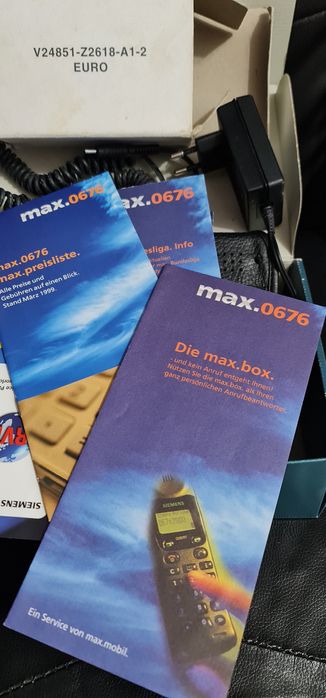 V24851-Z2618-A1-2
EURO
max.0676
max.0676
max.preisliste.
Alle Preise und
Gebühren auf einen Blick.
Stand März 1999.
max.0676
esliga. Info
max.0676
Die max.box.
- und kein Anruf entgeht Ihnen!
Nützen Sie die max.box, als Ihren
ganz persönlichen Anrufbeantworter.
SIEMENS
SIEMENS
Ein Service von max.mobil.